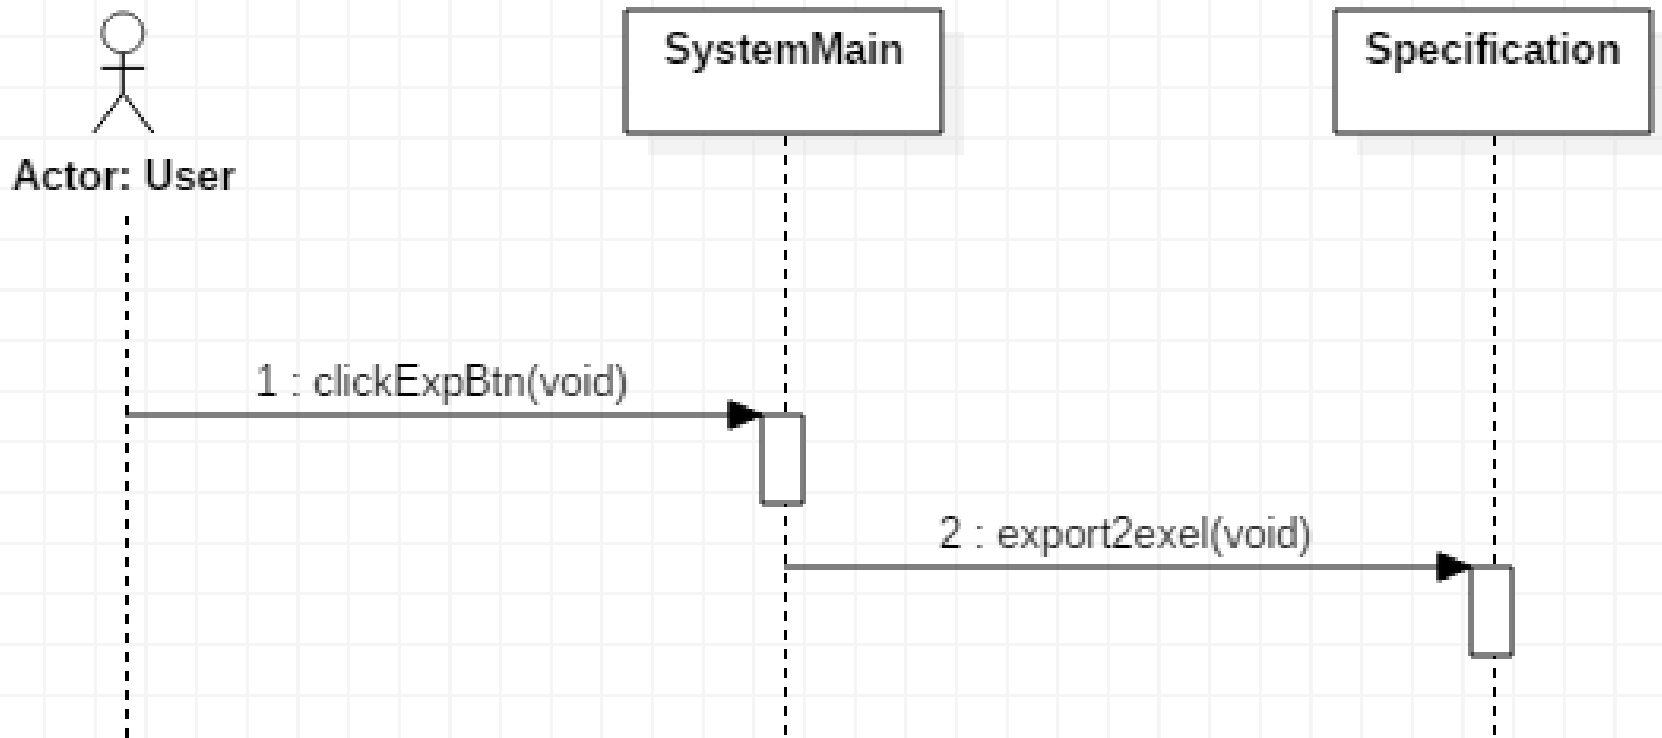 SystemMain
Specification
Actor: User
1 : clickExpBtn(void)
2 : export2exel(void)